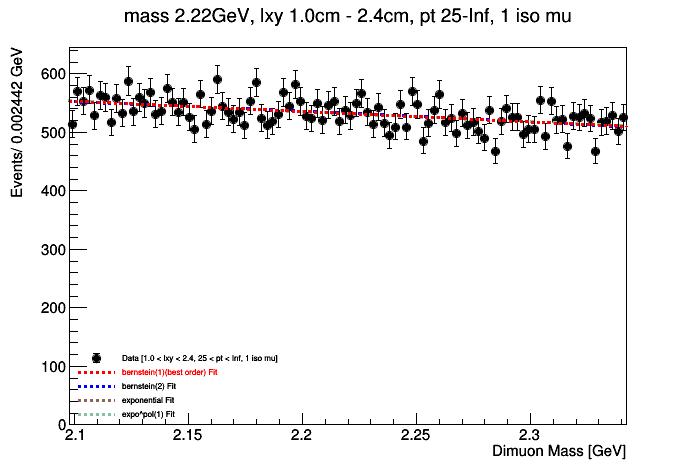 mass 2.22GeV, lxy 1.0cm - 2.4cm, pt 25-Inf, 1 iso mu
Events/ 0.002442 GeV
600
500
400
300
200
100
0
Data [1.0 < lxy < 2.4, 25 < pt < Inf, 1 iso mu]
bernstein(1)(best order) Fit
bernstein(2) Fit
exponential Fit
expo*pol(1) Fit
2.1 2.15 2.2 2.25 2.3
Dimuon Mass [GeV]